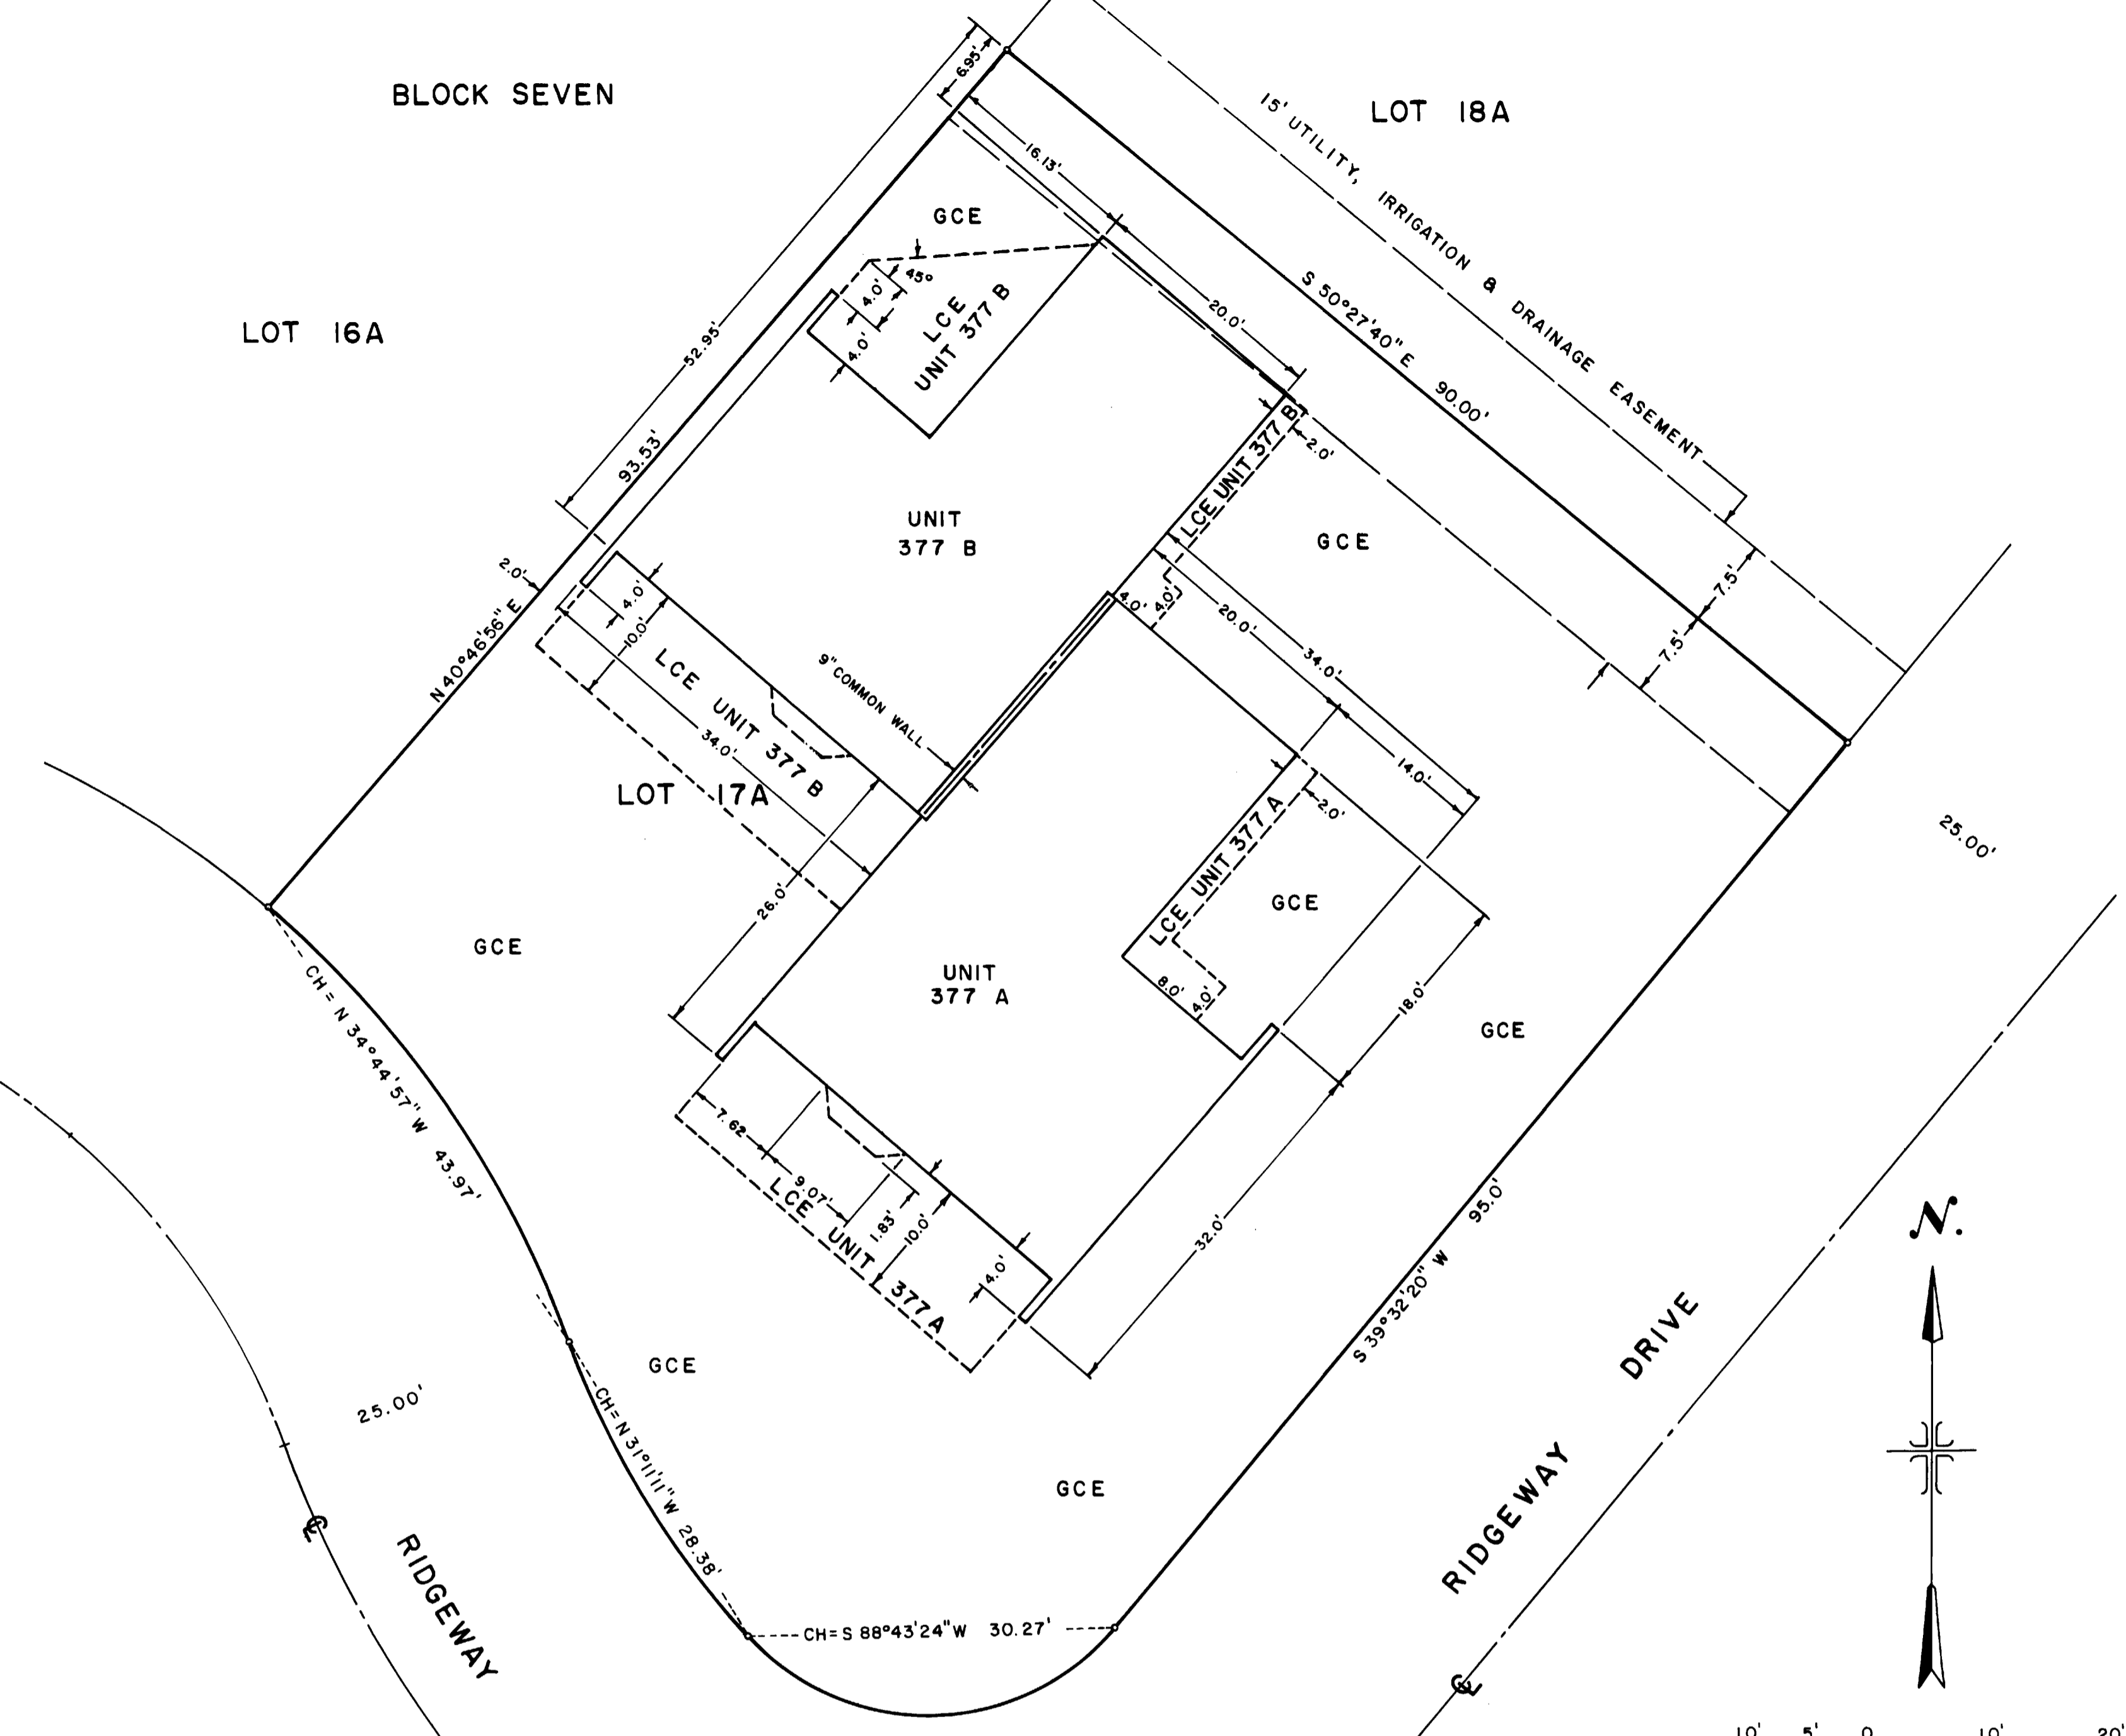 BLOCK SEVEN
LOT 18A
LOT 16A
15' UTILITY, IRRIGATION & DRAINAGE EASEMENT
6.95'
16.13'
GCE
45°
4.0'
4.0'
LCE
UNIT 377 B
20.0'
S 50°27'40" E 90.00'
52.95'
93.53'
N 40°46'56" E
2.0'
LCE UNIT 377 B
2.0'
GCE
UNIT
377 B
4.0'
10.0'
LCE UNIT 377 B
34.0'
9" COMMON WALL
4.0'
4.0'
20.0'
34.0'
14.0'
7.5'
7.5'
25.00'
LOT 17A
26.0'
LCE UNIT 377 A
2.0'
GCE
GCE
8.0'
4.0'
18.0'
GCE
UNIT
377 A
CH = N 34°44'57" W 43.97'
7.62
9.07'
1.83'
10.0'
4.0'
LCE UNIT 377 A
32.0'
S 39°32'20" W 95.0'
N.
GCE
25.00'
CH = N 31°11'11" W 28.38'
GCE
CH = S 88°43'24" W 30.27'
RIDGEWAY
RIDGEWAY DRIVE
10' 5' 0 10' 20'